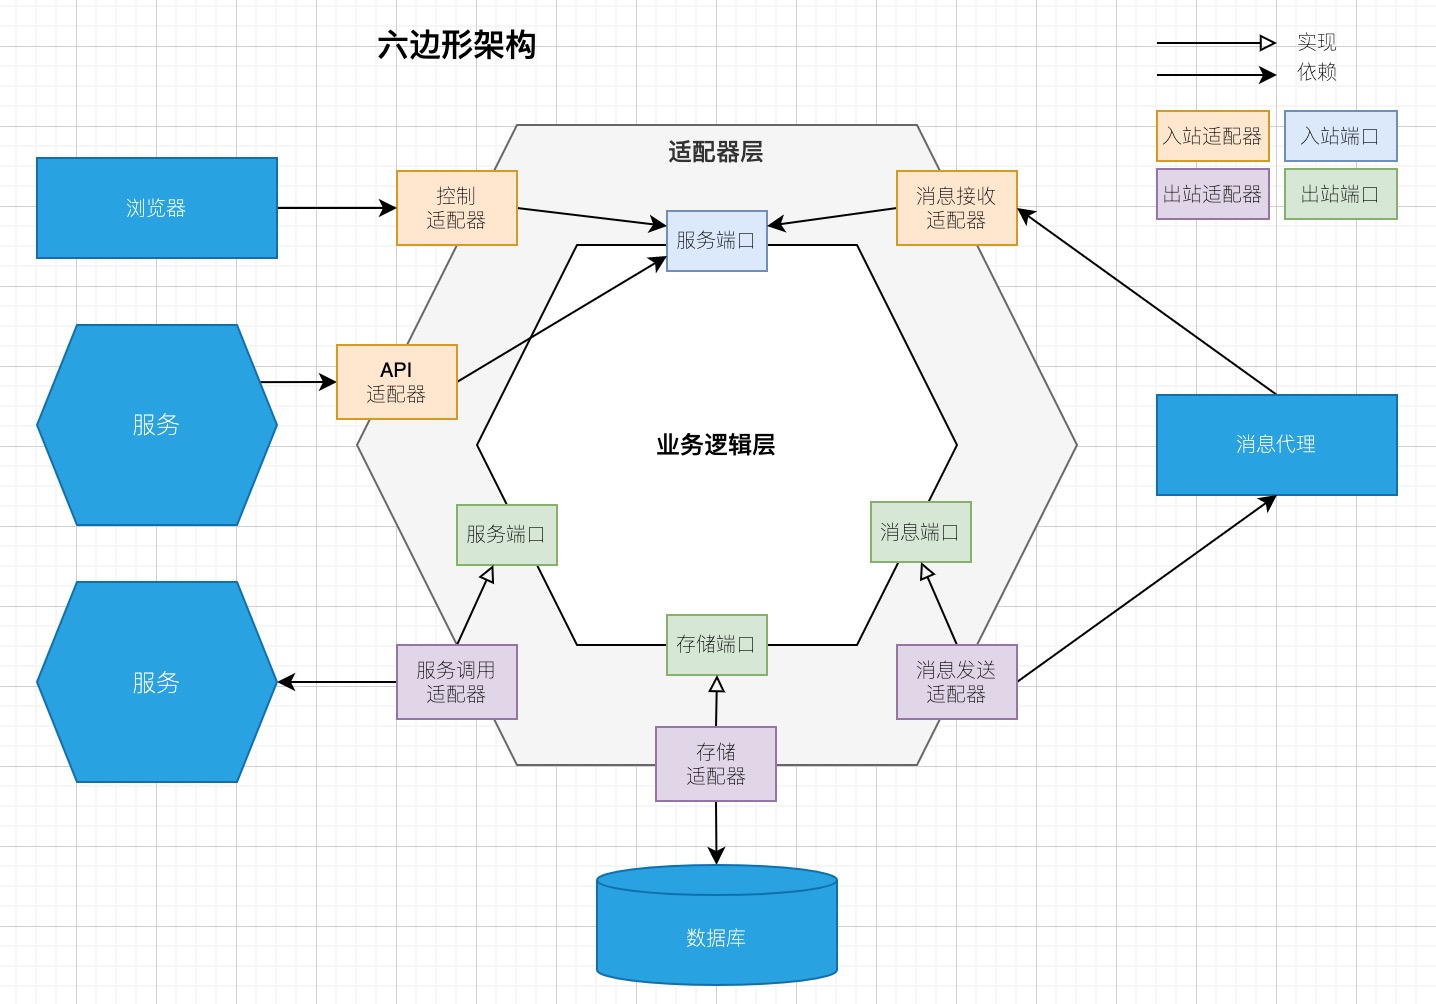 六边形架构
实现
依赖
入站适配器
入站端口
出站适配器
出站端口
适配器层
浏览器
控制
适配器
服务端口
消息接收
适配器
服务
API
适配器
业务逻辑层
消息代理
服务端口
消息端口
服务
服务调用
适配器
存储端口
消息发送
适配器
存储
适配器
数据库